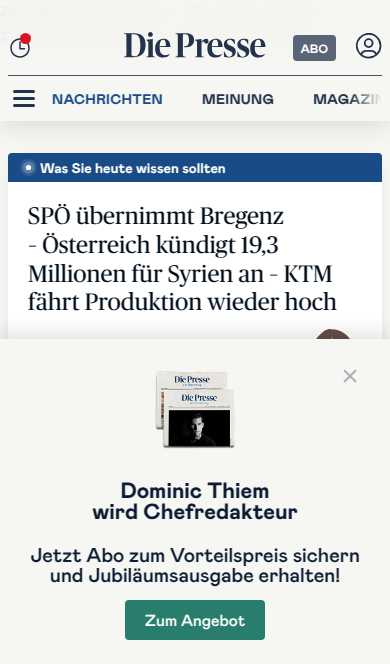 Die Presse
ABO
NACHRICHTEN MEINUNG MAGAZIN
Was Sie heute wissen sollten
SPÖ übernimmt Bregenz
– Österreich kündigt 19,3
Millionen für Syrien an – KTM
fährt Produktion wieder hoch
Die Presse
Die Presse
Dominic Thiem
wird Chefredakteur
Jetzt Abo zum Vorteilspreis sichern
und Jubiläumsausgabe erhalten!
Zum Angebot